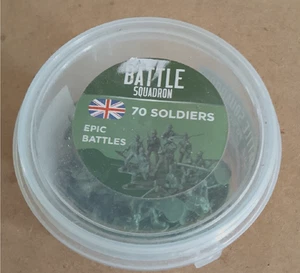 BATTLE
SQUADRON
70 SOLDIERS
EPIC
BATTLES